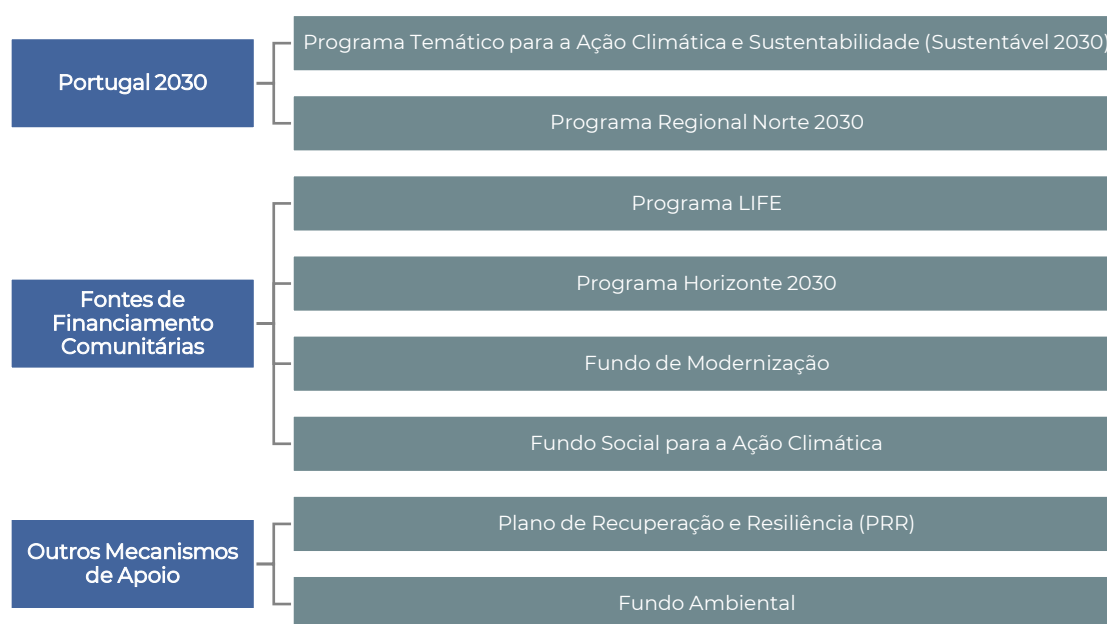 Portugal 2030
Programa Temático para a Ação Climática e Sustentabilidade (Sustentável 2030)
Programa Regional Norte 2030
Fontes de
Financiamento
Comunitárias
Programa LIFE
Programa Horizonte 2030
Fundo de Modernização
Fundo Social para a Ação Climática
Outros Mecanismos
de Apoio
Plano de Recuperação e Resiliência (PRR)
Fundo Ambiental